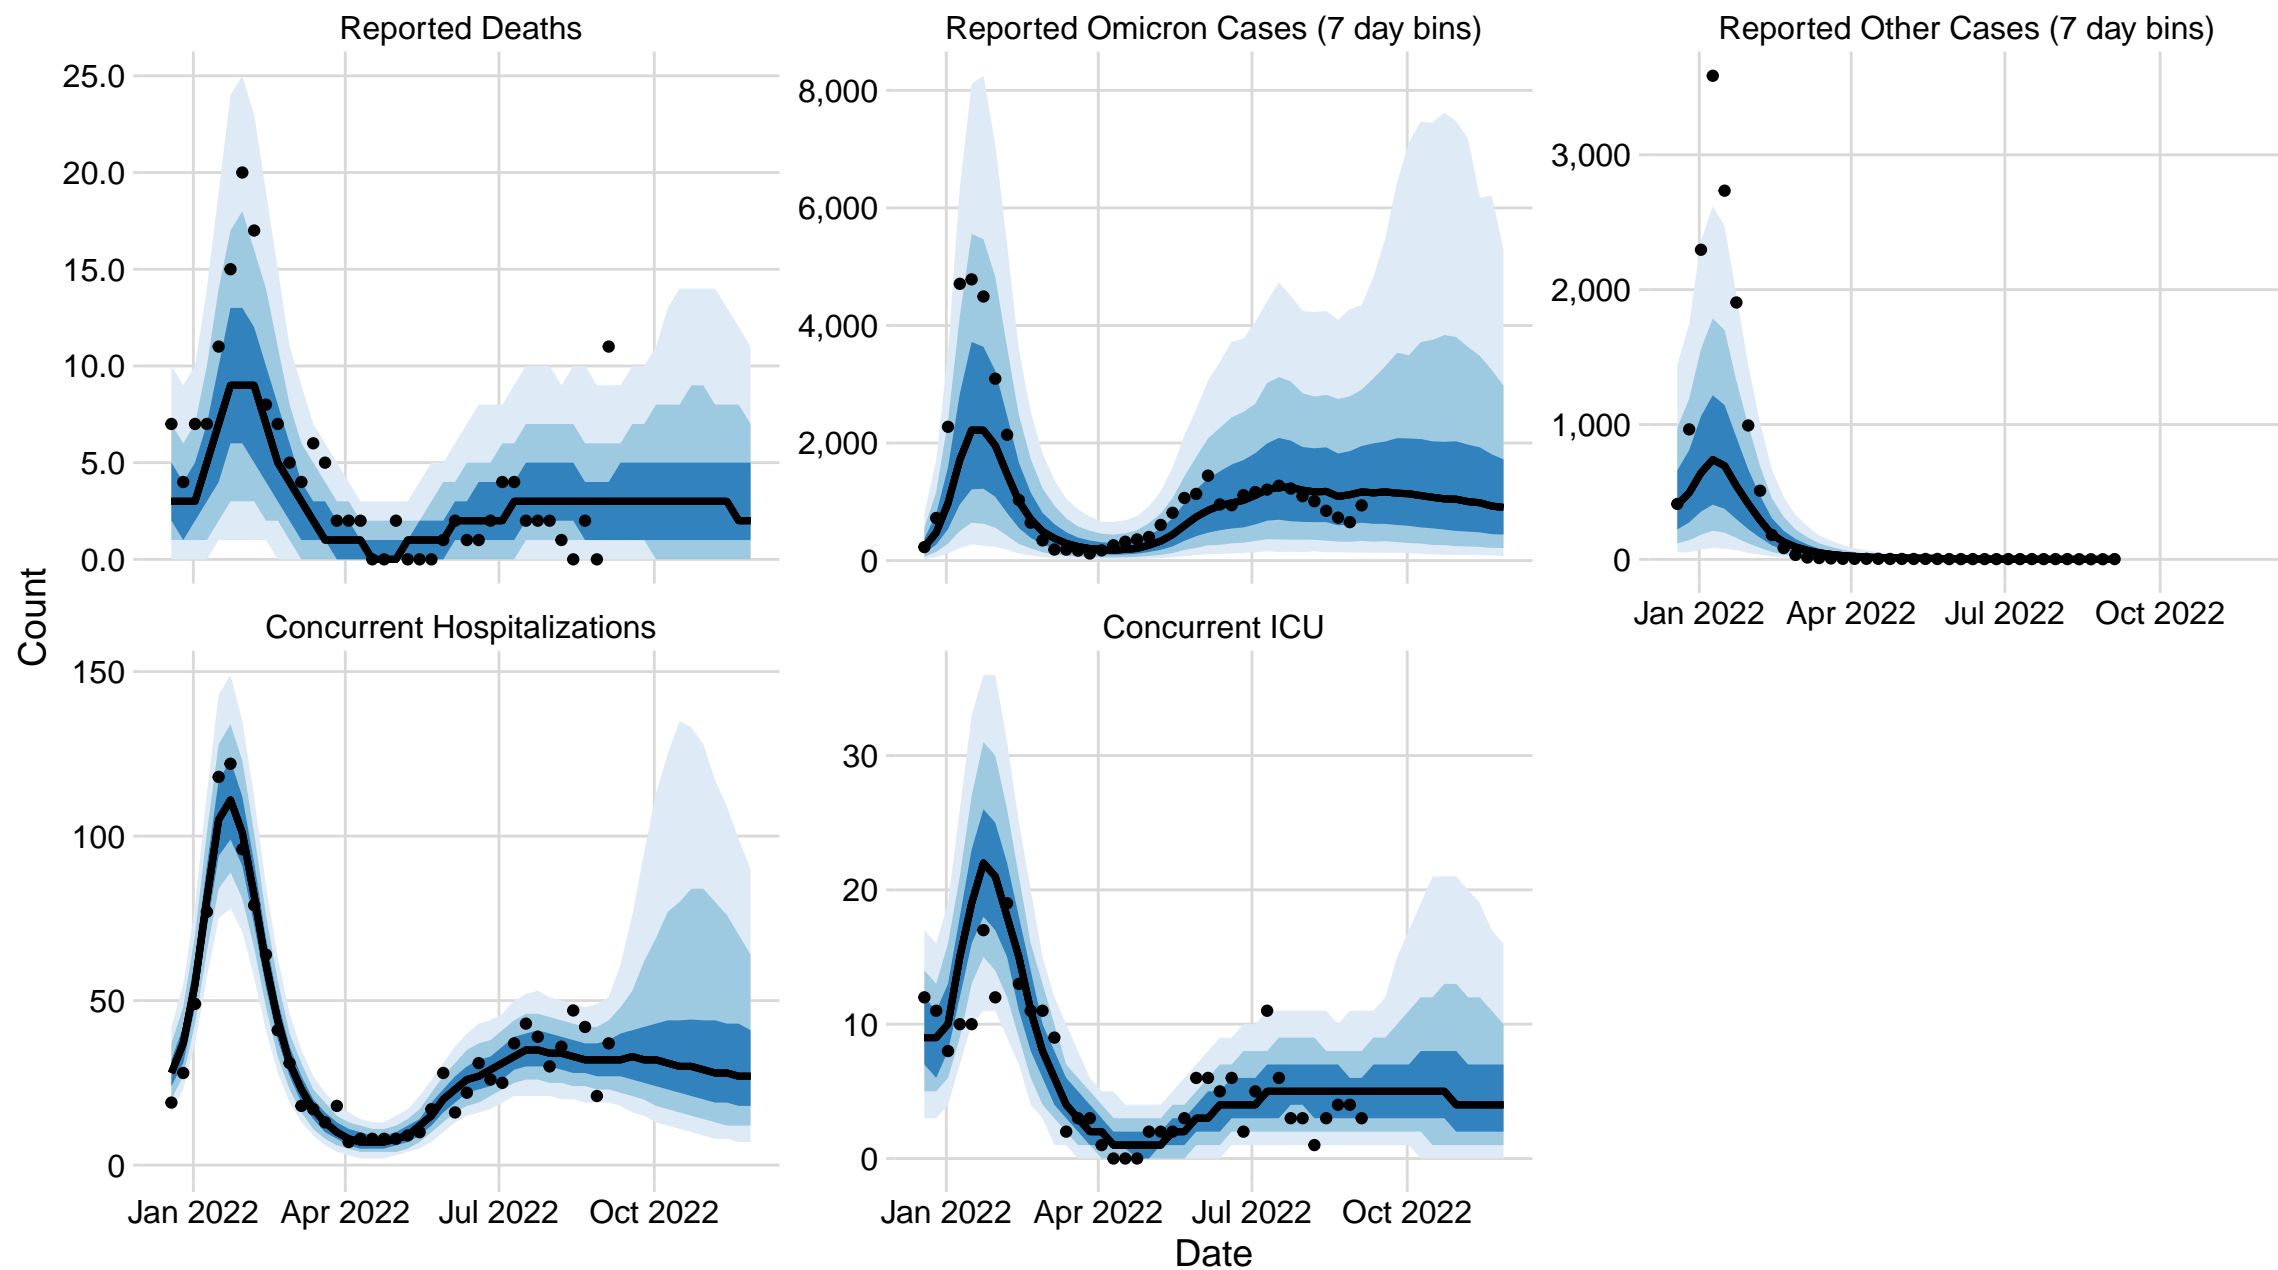 Reported Deaths
Reported Omicron Cases (7 day bins)
Reported Other Cases (7 day bins)
25.0
20.0
15.0
10.0
5.0
0.0
8,000
6,000
4,000
2,000
0
3,000
2,000
1,000
0
Jan 2022
Apr 2022
Jul 2022
Oct 2022
Count
Concurrent Hospitalizations
Concurrent ICU
150
100
50
0
30
20
10
0
Jan 2022
Apr 2022
Jul 2022
Oct 2022
Jan 2022
Apr 2022
Jul 2022
Oct 2022
Date